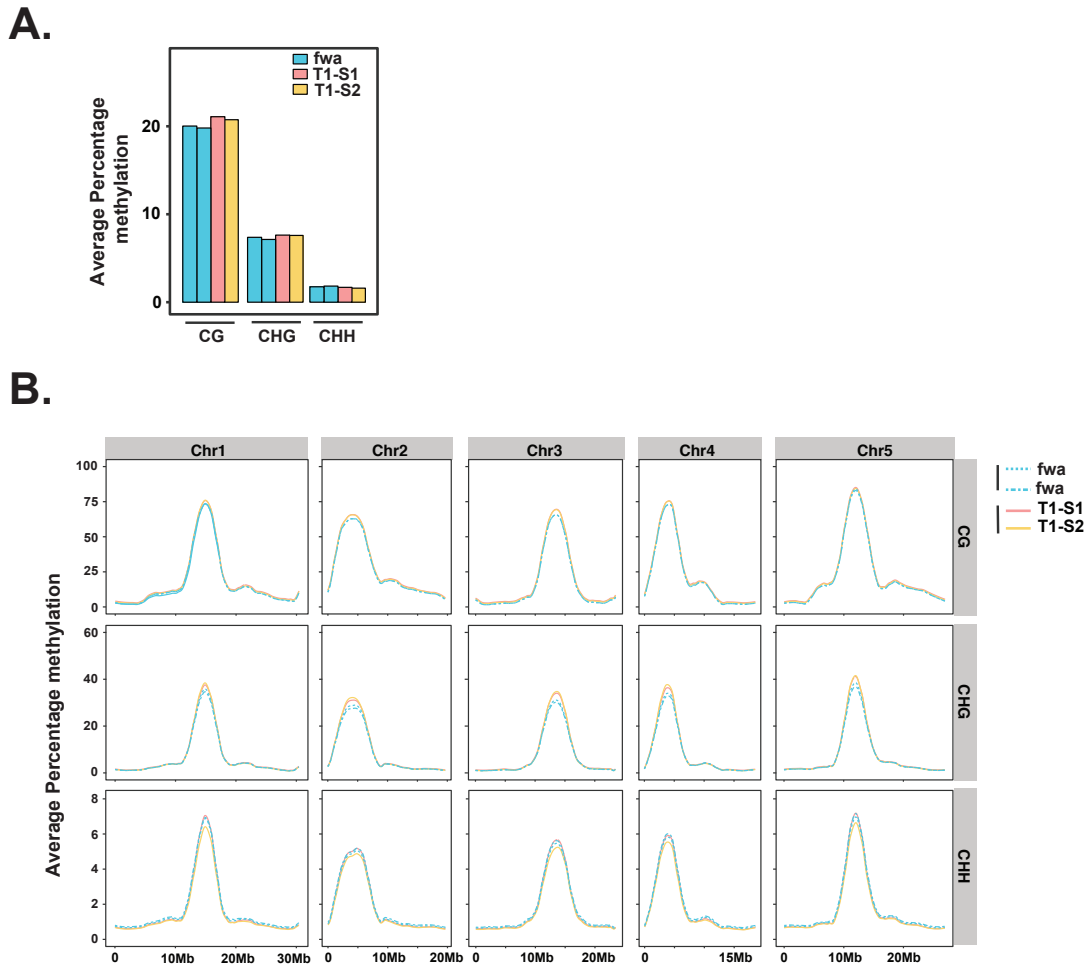 A.
fwa
T1-S1
T1-S2
Average Percentage
methylation
20
10
0
CG
CHG
CHH
B.
Chr1
Chr2
Chr3
Chr4
Chr5
fwa
fwa
T1-S1
T1-S2
Average Percentage methylation
100
75
50
25
0
CG
60
40
20
0
CHG
8
6
4
2
0
CHH
0 10Mb 20Mb 30Mb
0 10Mb 20Mb
0 10Mb 20Mb
0 15Mb
0 10Mb 20Mb